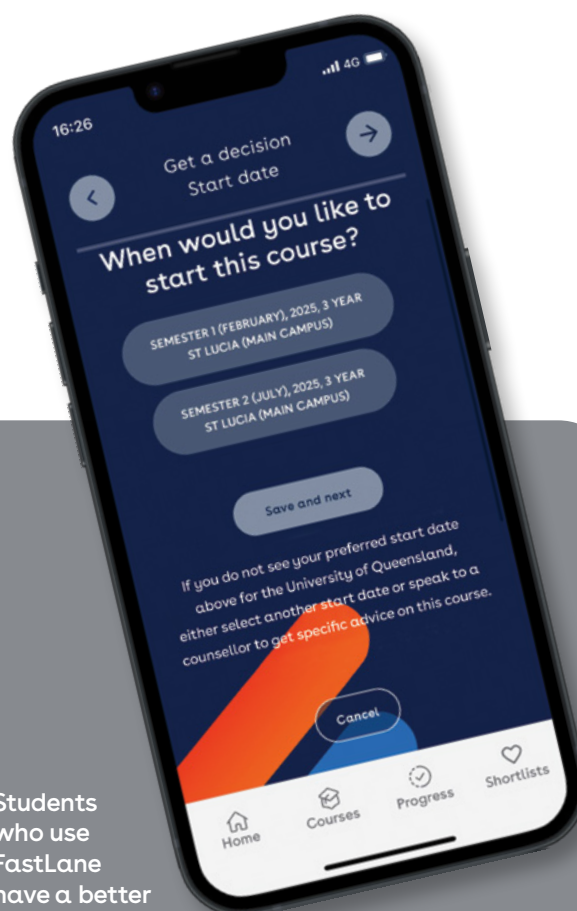 16:26
4G
Get a decision
Start date
When would you like to
start this course?
SEMESTER 1 (FEBRUARY), 2025, 3 YEAR
ST LUCIA (MAIN CAMPUS)
SEMESTER 2 (JULY), 2025, 3 YEAR
ST LUCIA (MAIN CAMPUS)
Save and next
If you do not see your preferred start date
above for the University of Queensland,
either select another start date or speak to a
counsellor to get specific advice on this course.
Cancel
Home
Courses
Progress
Shortlists
Students
who use
FastLane
have a better